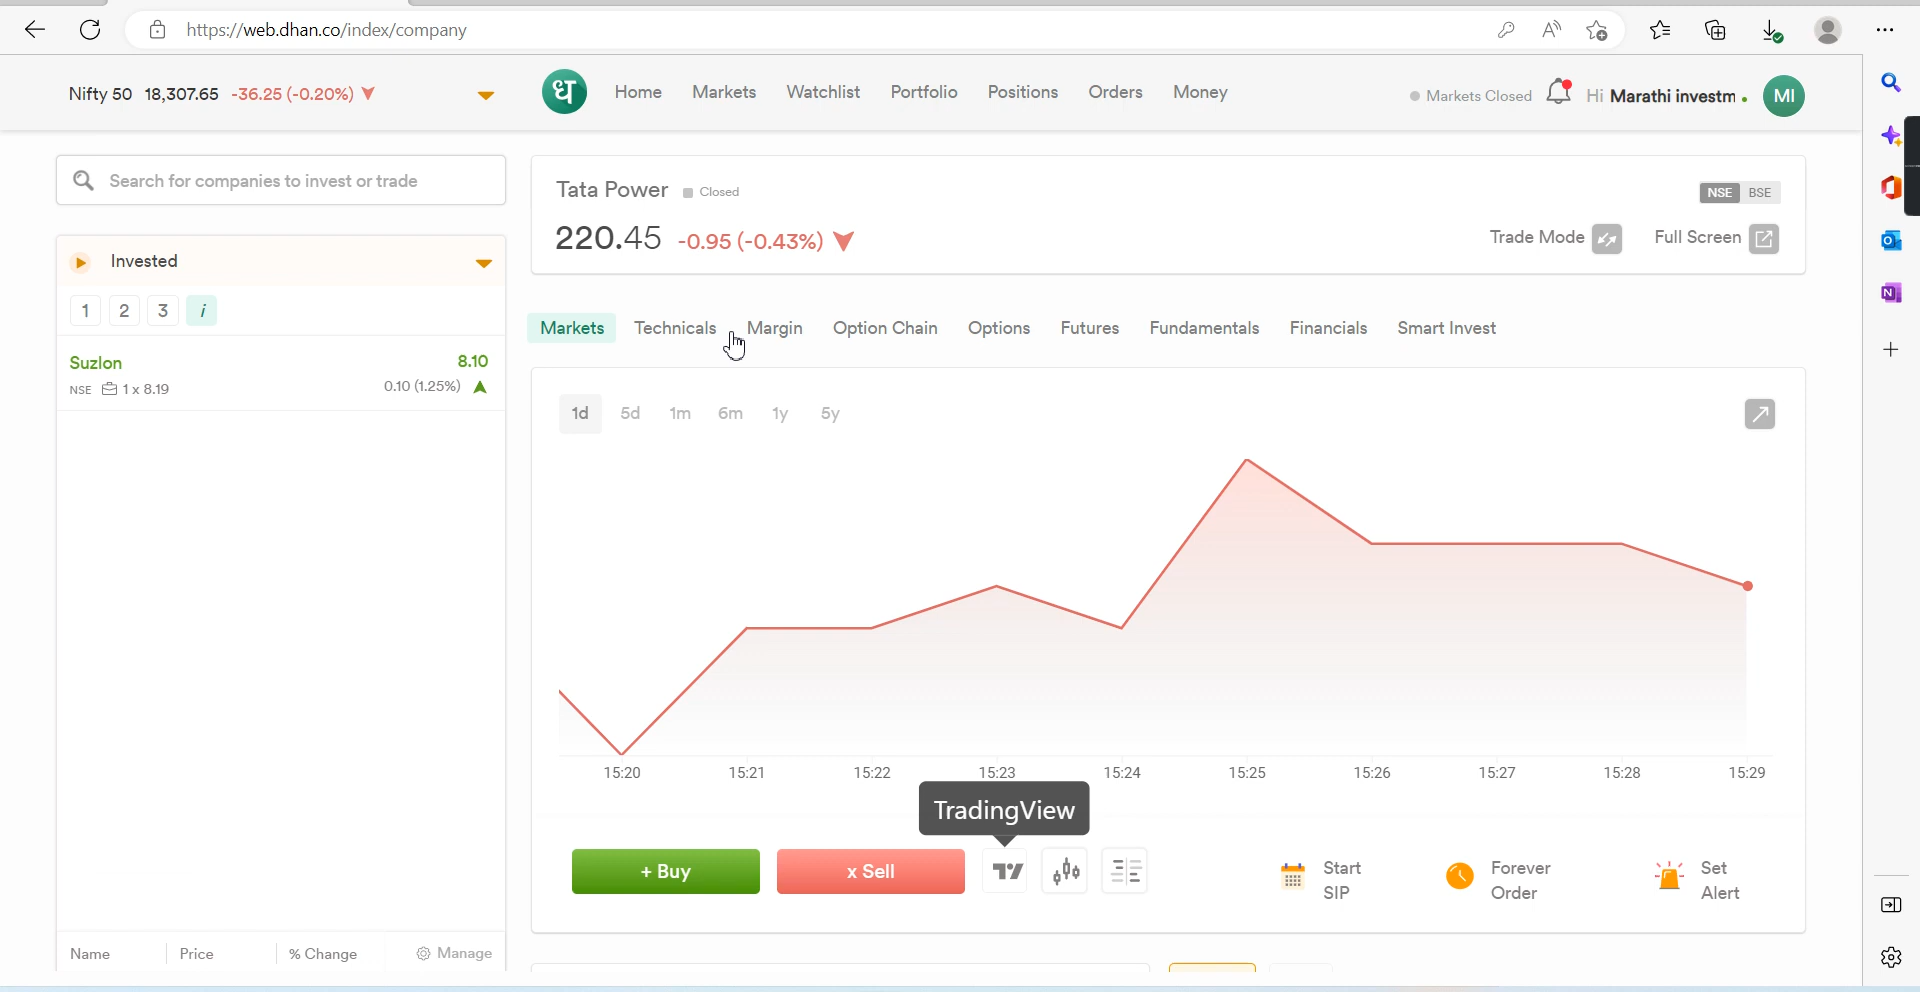 https://web.dhan.co/index/company
Nifty 50 18,307.65 -36.25 (-0.20%)
ध Home Markets Watchlist Portfolio Positions Orders Money
Markets Closed Hi Marathi investm MI
Search for companies to invest or trade
Invested
1 2 3 i
Suzlon 8.10
NSE 1 x 8.19 0.10 (1.25%)
Name Price % Change Manage
Tata Power Closed
NSE BSE
220.45 -0.95 (-0.43%)
Trade Mode Full Screen
Markets Technicals Margin Option Chain Options Futures Fundamentals Financials Smart Invest
1d 5d 1m 6m 1y 5y
15:20 15:21 15:22 15:23 15:24 15:25 15:26 15:27 15:28 15:29
TradingView
+ Buy x Sell
Start
SIP
Forever
Order
Set
Alert